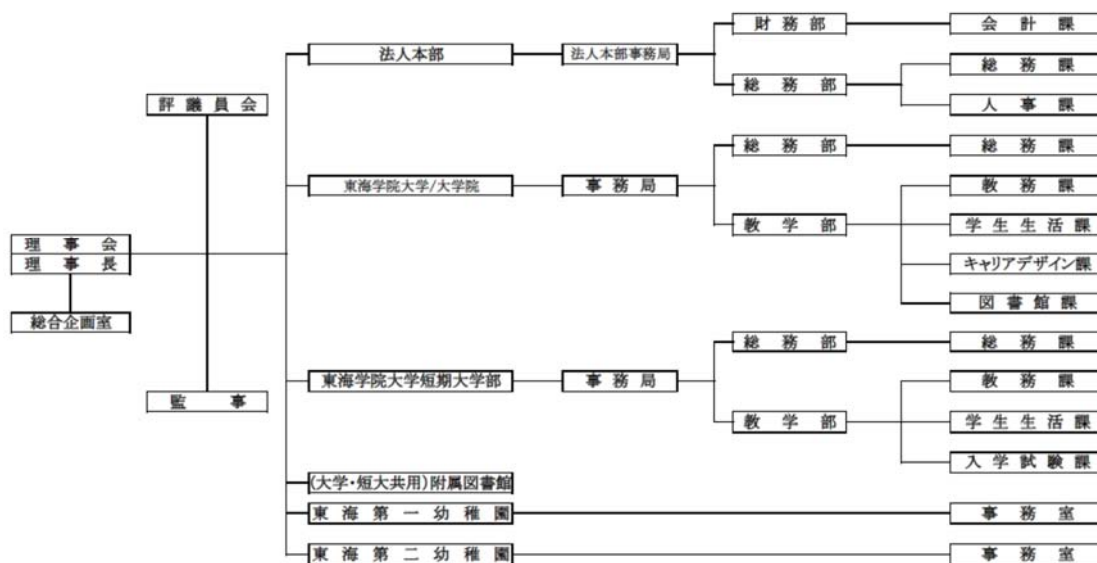 財務部
会計課
法人本部
法人本部事務局
総務課
総務部
評議員会
人事課
総務部
総務課
東海学院大学/大学院
事務局
教務課
教学部
学生生活課
理事会
理事長
キャリアデザイン課
図書館課
総合企画室
総務部
総務課
東海学院大学短期大学部
事務局
教務課
監事
教学部
学生生活課
入学試験課
(大学・短大共用)附属図書館
東海第一幼稚園
事務室
東海第二幼稚園
事務室